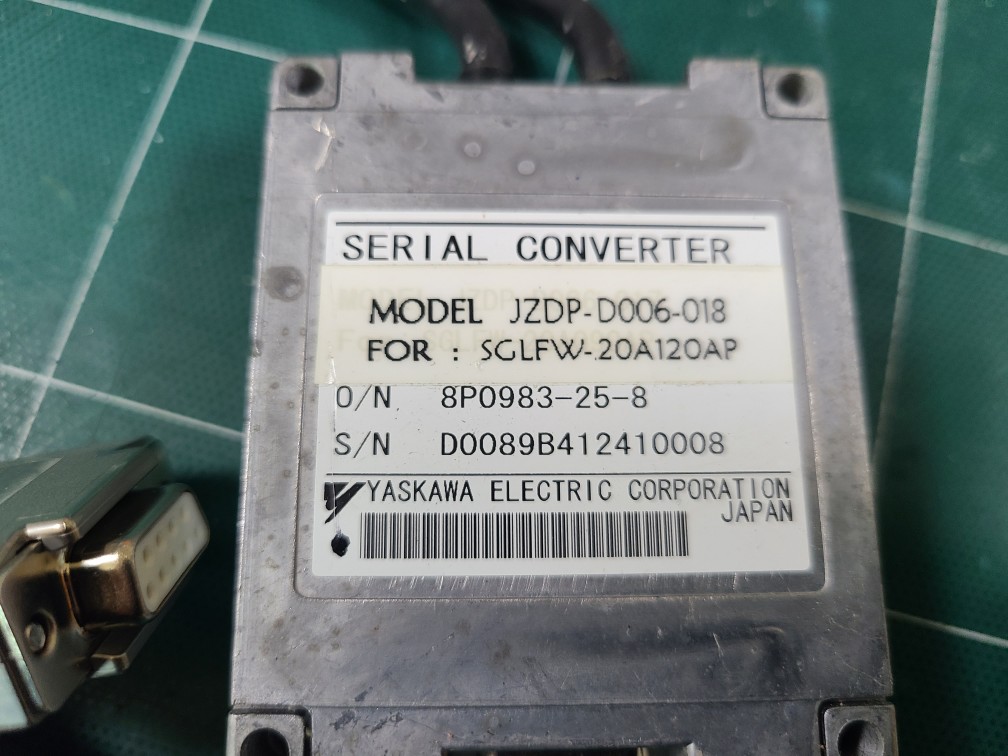 SERIAL CONVERTER
MODEL JZDP-D006-018
FOR : SGLFW-20A120AP
O/N 8P0983-25-8
S/N D0089B412410008
YASKAWA ELECTRIC CORPORATION
JAPAN